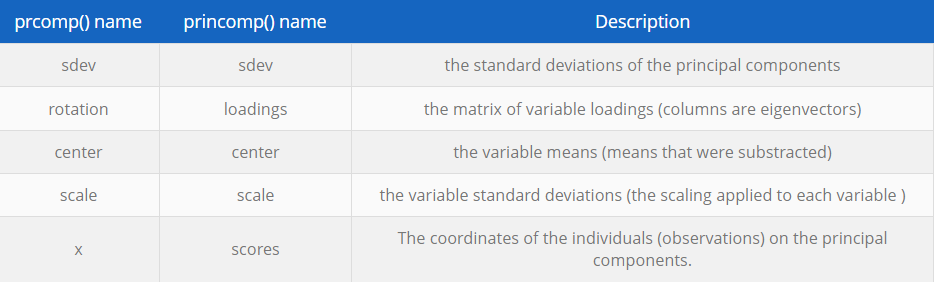 prcomp() name princomp() name Description
sdev sdev the standard deviations of the principal components
rotation loadings the matrix of variable loadings (columns are eigenvectors)
center center the variable means (means that were substracted)
scale scale the variable standard deviations (the scaling applied to each variable )
x scores The coordinates of the individuals (observations) on the principal
components.